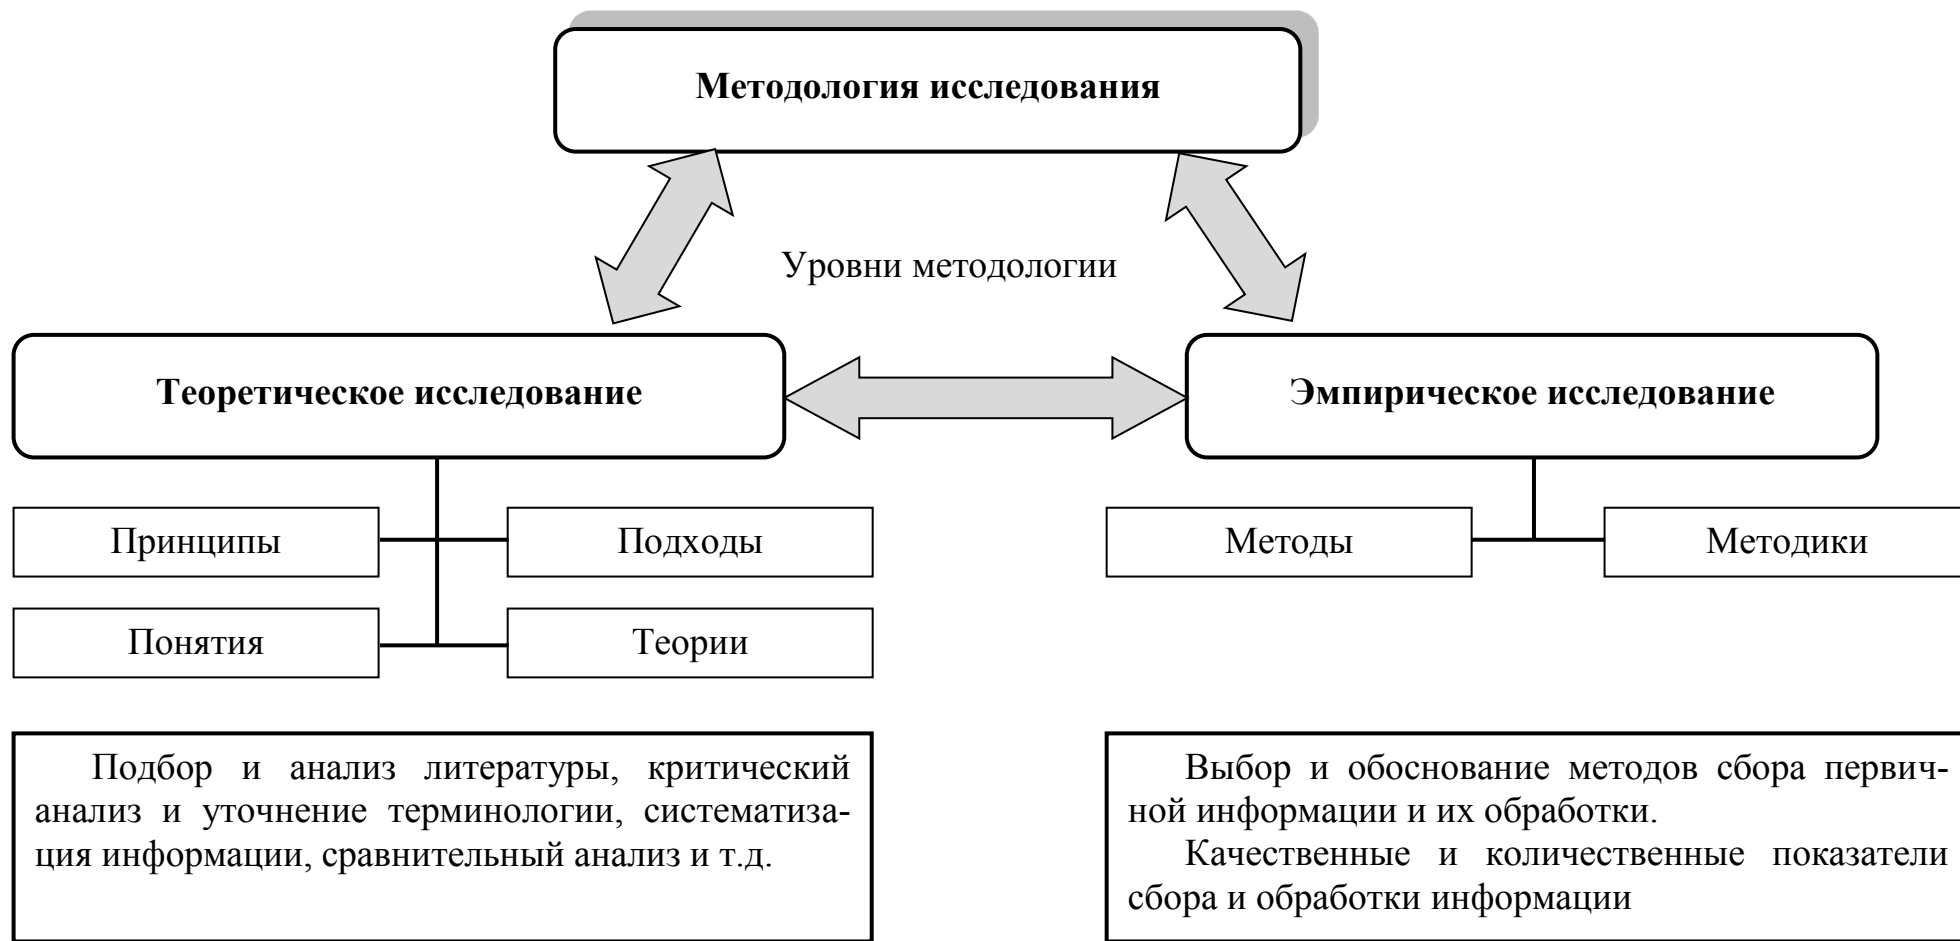 Методология исследования
Уровни методологии
Теоретическое исследование
Эмпирическое исследование
Принципы
Подходы
Методы
Методики
Понятия
Теории
Подбор и анализ литературы, критический
анализ и уточнение терминологии, систематиза-
ция информации, сравнительный анализ и т.д.
Выбор и обоснование методов сбора первич-
ной информации и их обработки.
Качественные и количественные показатели
сбора и обработки информации